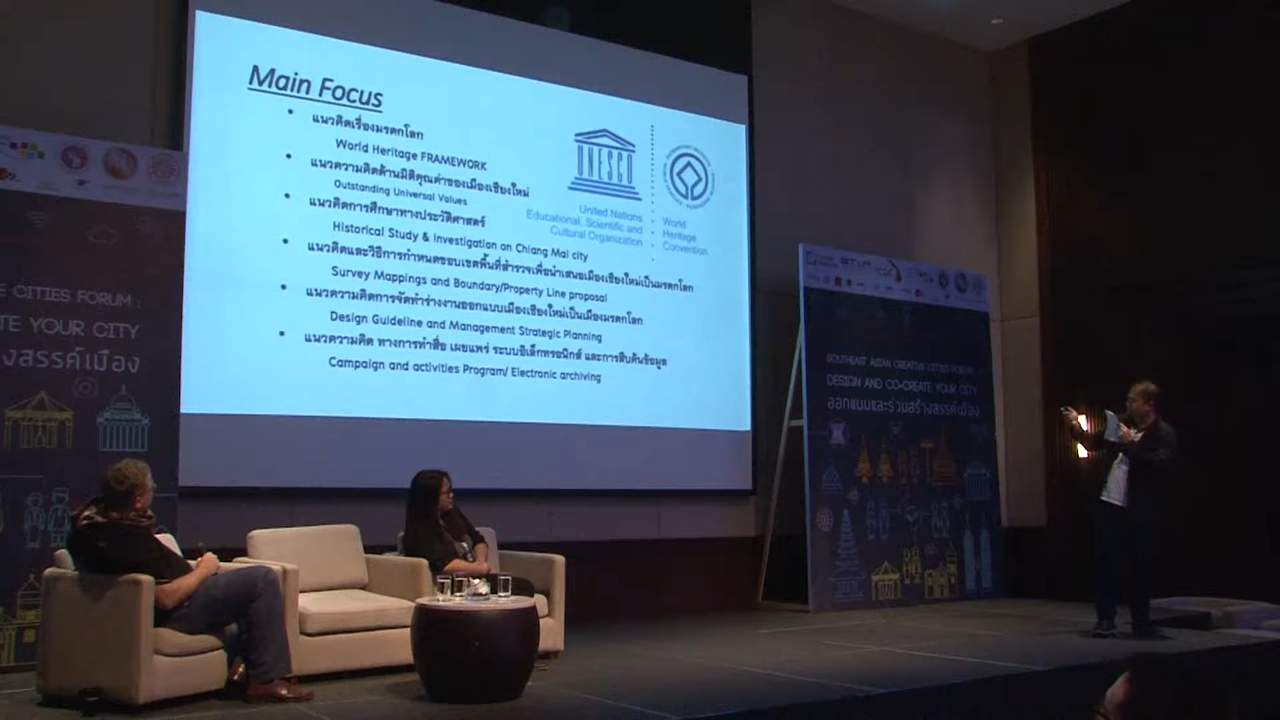 Main Focus
• แนวคิดเรื่องมรดกโลก
World Heritage FRAMEWORK
• แนวความคิดด้านมิติคุณค่าของเมืองเชียงใหม่
Outstanding Universal Values
• แนวคิดการศึกษาทางประวัติศาสตร์
Historical Study & Investigation on Chiang Mai city
• แนวคิดและวิธีการกำหนดขอบเขตพื้นที่สำรวจเพื่อนำเสนอเมืองเชียงใหม่เป็นมรดกโลก
Survey Mappings and Boundary/Property Line proposal
• แนวความคิดการจัดทำร่างงานออกแบบเมืองเชียงใหม่เป็นเมืองมรดกโลก
Design Guideline and Management Strategic Planning
• แนวความคิด ทางการทำสื่อ เผยแพร่ ระบบอิเล็กทรอนิกส์ และการสืบค้นข้อมูล
Campaign and activities Program/ Electronic archiving
UNESCO
United Nations
Educational, Scientific and
Cultural Organization
World
Heritage
Convention
E CITIES FORUM :
TE YOUR CITY
างสรรค์เมือง
SOUTHEAST ASIAN CREATIVE CITIES FORUM :
DESIGN AND CO-CREATE YOUR CITY
ออกแบบและร่วมสร้างสรรค์เมือง